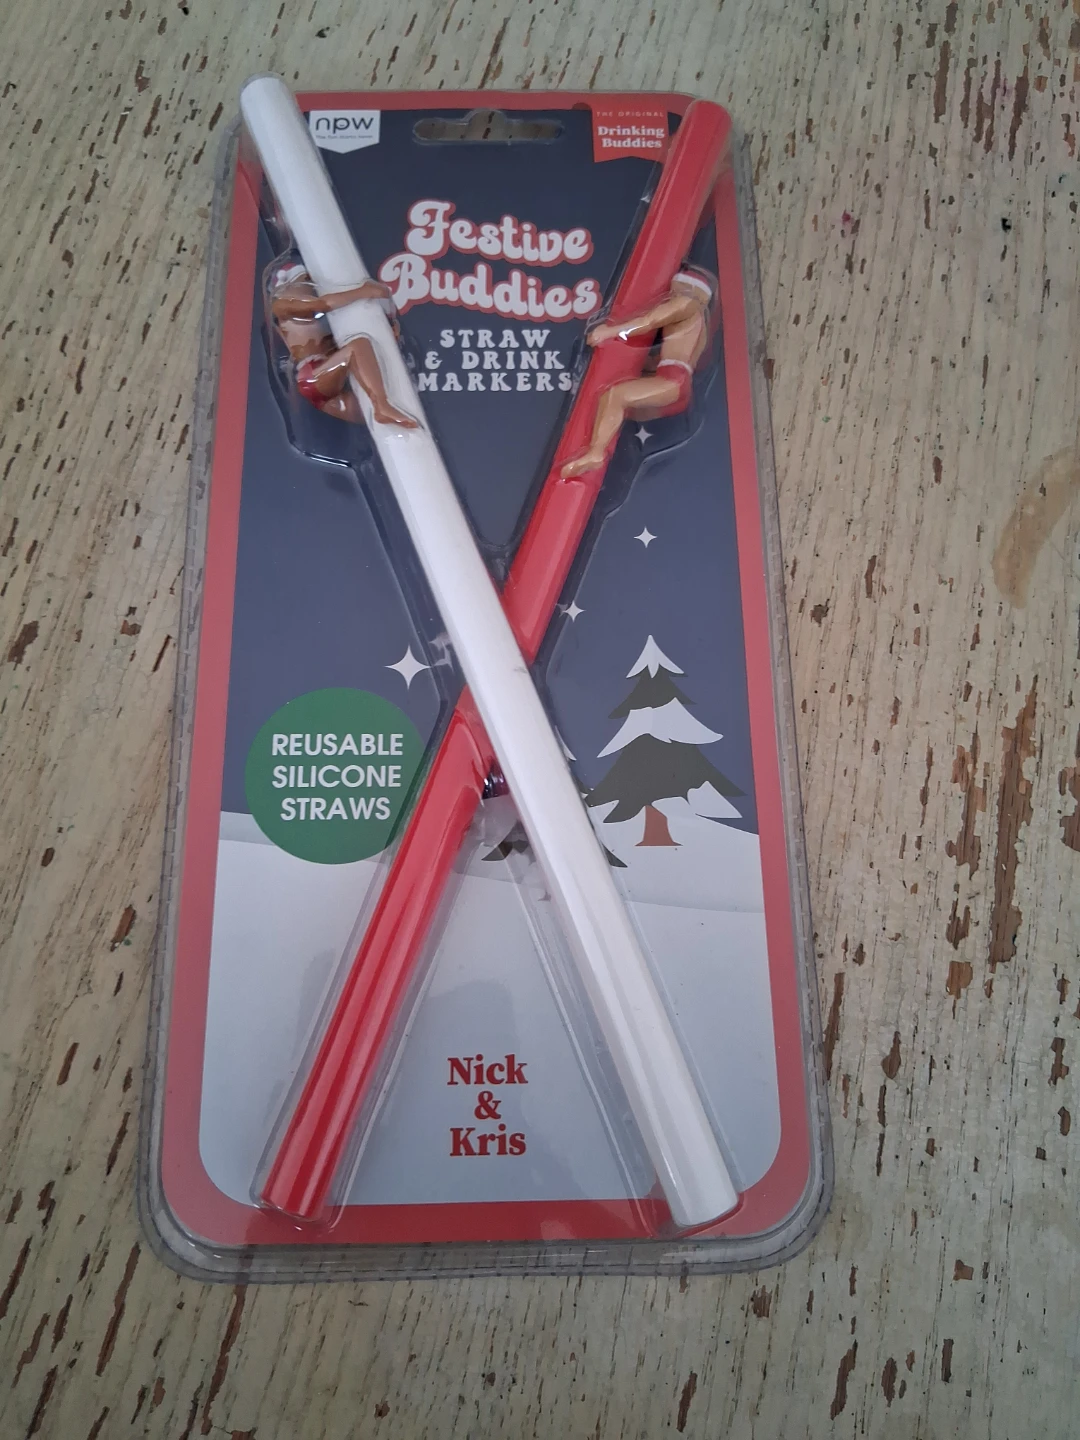 npw
THE ORIGINAL
Drinking
Buddies
Festive
Buddies
STRAW
& DRINK
MARKERS
REUSABLE
SILICONE
STRAWS
Nick
&
Kris